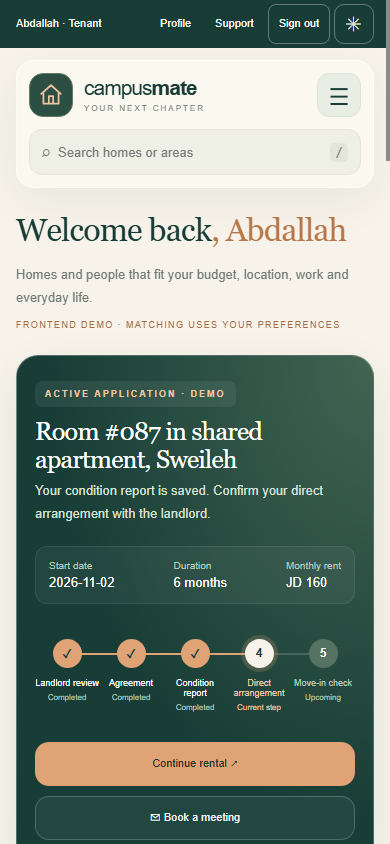 Abdallah · Tenant
Profile
Support
Sign out
campusmate
YOUR NEXT CHAPTER
Search homes or areas
/
Welcome back, Abdallah
Homes and people that fit your budget, location, work and
everyday life.
FRONTEND DEMO · MATCHING USES YOUR PREFERENCES
ACTIVE APPLICATION · DEMO
Room #087 in shared
apartment, Sweileh
Your condition report is saved. Confirm your direct
arrangement with the landlord.
Start date
Duration
Monthly rent
2026-11-02
6 months
JD 160
✓ ✓ ✓ 4 5
Landlord review
Completed
Agreement
Completed
Condition
report
Completed
Direct
arrangement
Current step
Move-in check
Upcoming
Continue rental ↗
✉ Book a meeting